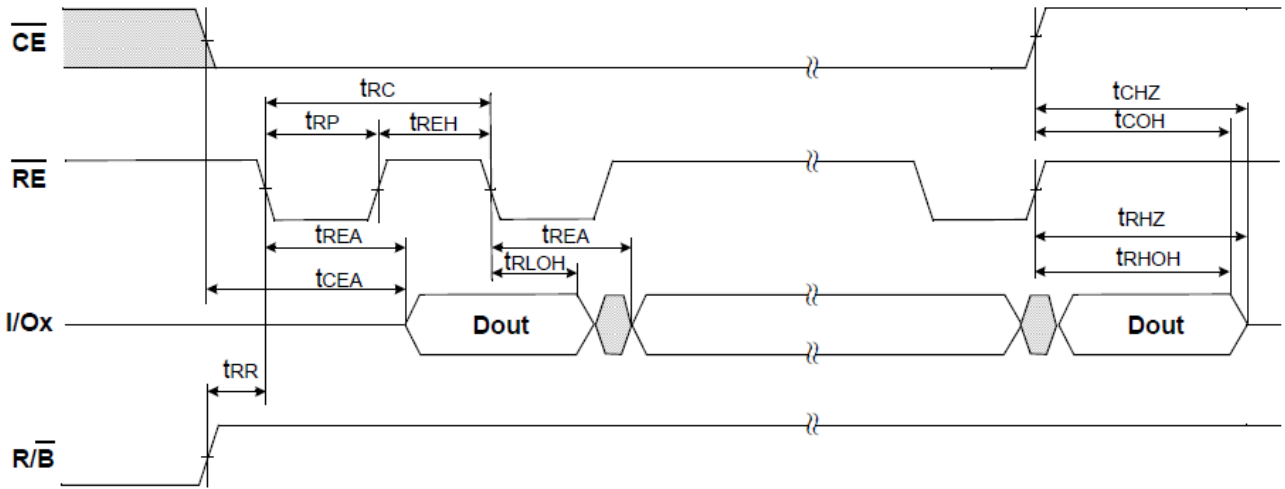 CE
tRC
tCHZ
tRP
tREH
tCOH
RE
tREA
tREA
tRHZ
tRLOH
tCEA
tRHOH
I/Ox
Dout
Dout
tRR
R/B